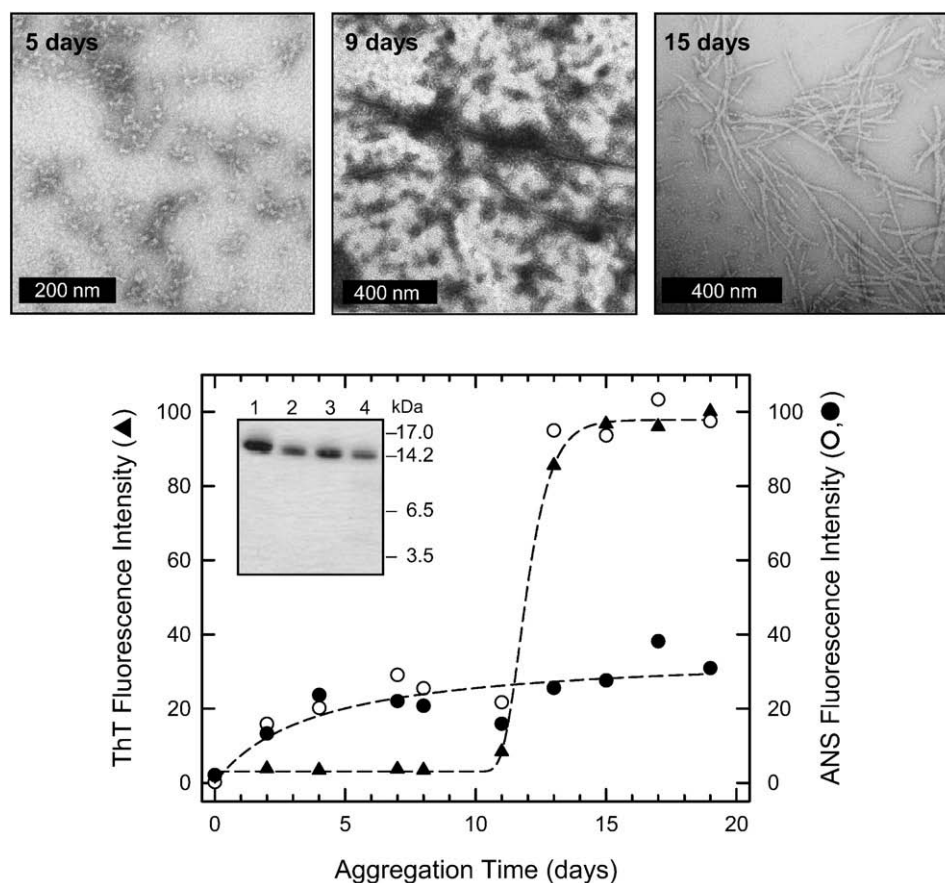 5 days
9 days
15 days
200 nm
400 nm
400 nm
1 2 3 4 kDa
–17.0
–14.2
– 6.5
– 3.5
ThT Fluorescence Intensity (▲)
100
80
60
40
20
0
100
80
60
40
20
0
ANS Fluorescence Intensity (○,●)
0 5 10 15 20
Aggregation Time (days)